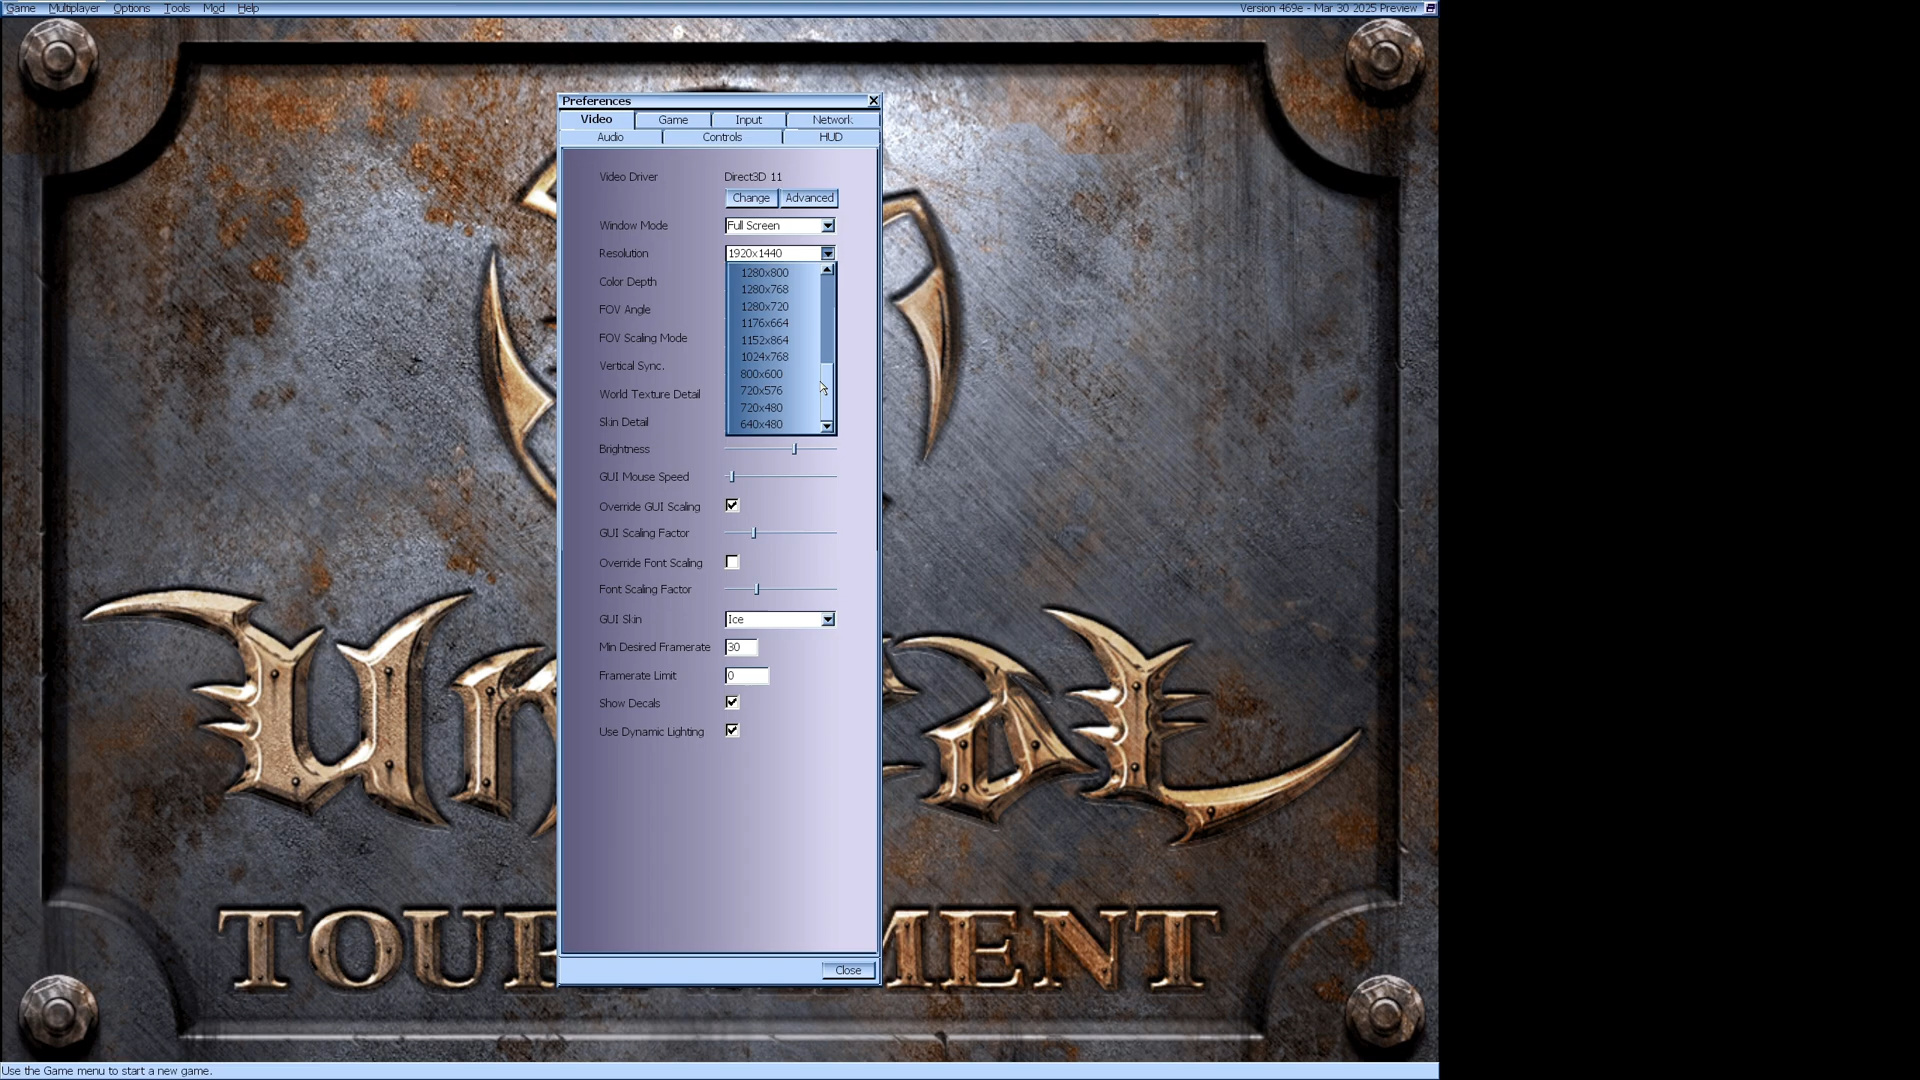 Game Multiplayer Options Tools Mod Help Version 469e - Mar 30 2025 Preview
Preferences
Video Game Input Network
Audio Controls HUD
Video Driver Direct3D 11
Change Advanced
Window Mode Full Screen
Resolution 1920x1440
1280x800
Color Depth
1280x768
1280x720
FOV Angle
1176x664
FOV Scaling Mode
1152x864
1024x768
Vertical Sync.
800x600
720x576
World Texture Detail
720x480
Skin Detail
640x480
Brightness
GUI Mouse Speed
Override GUI Scaling
GUI Scaling Factor
Override Font Scaling
Font Scaling Factor
GUI Skin Ice
Min Desired Framerate 30
Framerate Limit 0
Show Decals
Use Dynamic Lighting
Close
Use the Game menu to start a new game.